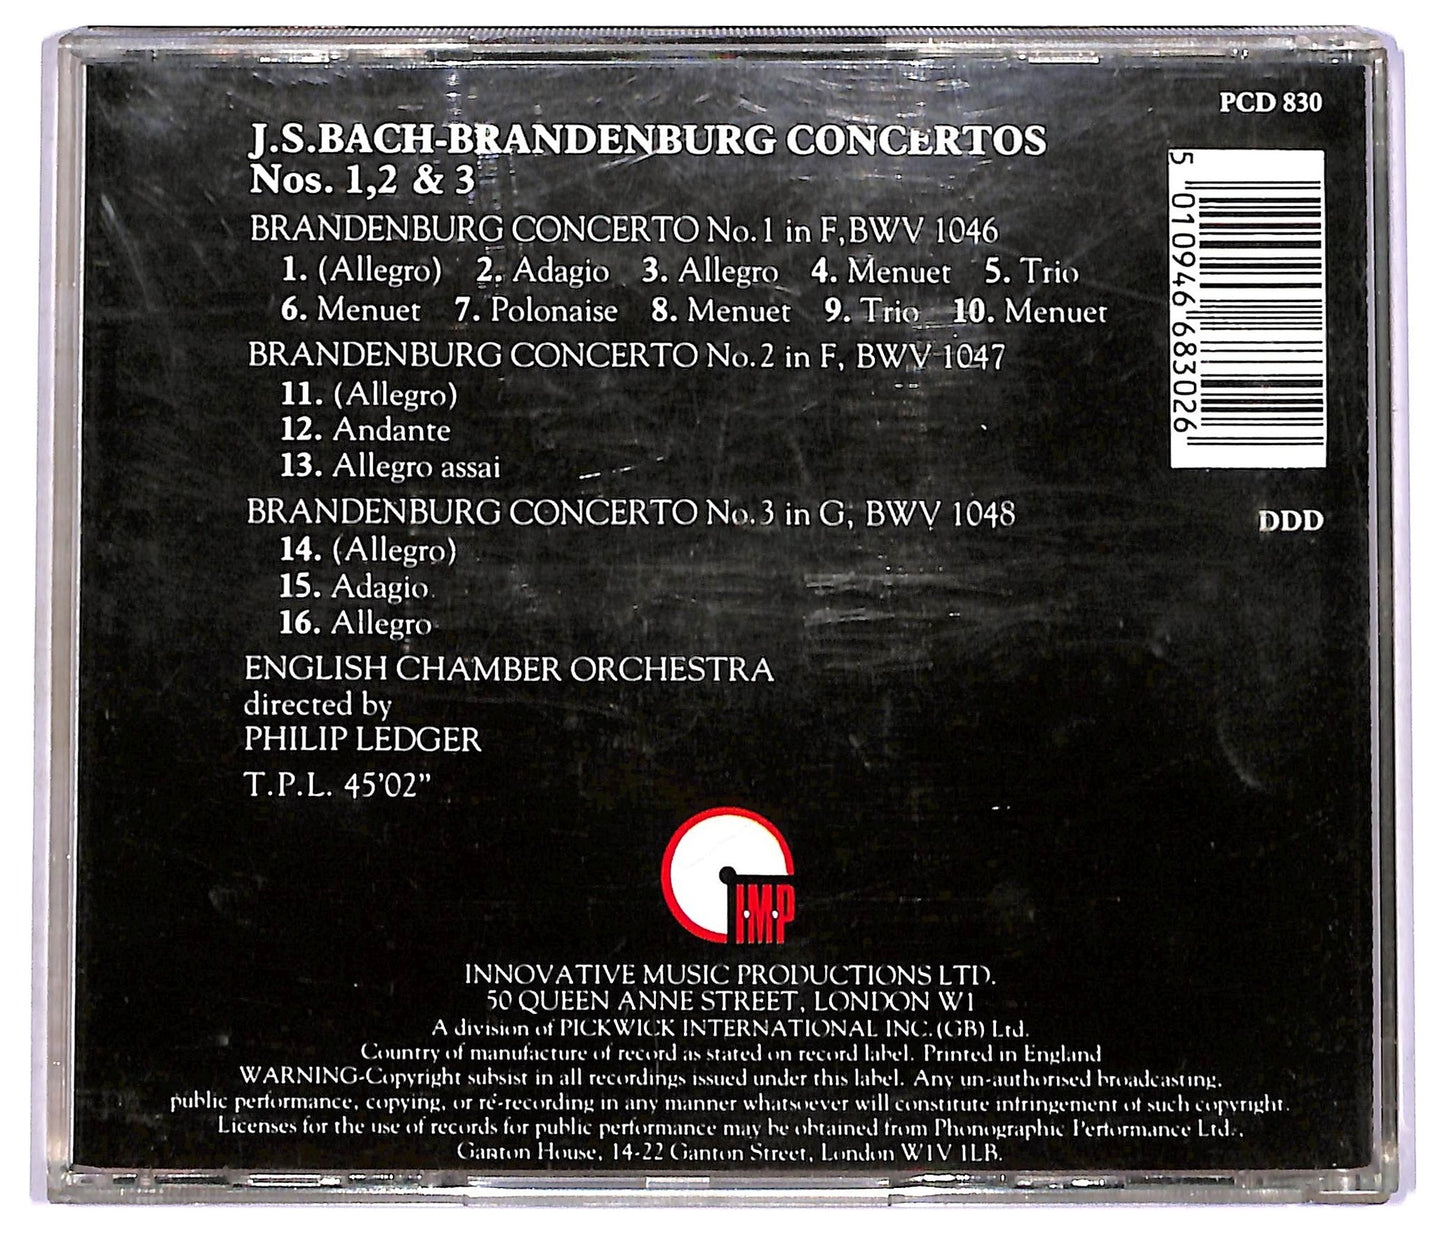 PCD 830
J.S.BACH-BRANDENBURG CONCERTOS
Nos. 1,2 & 3
BRANDENBURG CONCERTO No.1 in F,BWV 1046
1. (Allegro) 2. Adagio 3. Allegro 4. Menuet 5. Trio
6. Menuet 7. Polonaise 8. Menuet 9. Trio 10. Menuet
BRANDENBURG CONCERTO No.2 in F, BWV 1047
11. (Allegro)
12. Andante
13. Allegro assai
BRANDENBURG CONCERTO No.3 in G, BWV 1048
14. (Allegro)
15. Adagio
16. Allegro
ENGLISH CHAMBER ORCHESTRA
directed by
PHILIP LEDGER
T.P.L. 45'02"
5 010946 683026
DDD
I·M·P
INNOVATIVE MUSIC PRODUCTIONS LTD.
50 QUEEN ANNE STREET, LONDON W1
A division of PICKWICK INTERNATIONAL INC.(GB) Ltd.
Country of manufacture of record as stated on record label. Printed in England
WARNING-Copyright subsist in all recordings issued under this label. Any un-authorised broadcasting,
public performance, copying, or re-recording in any manner whatsoever will constitute infringement of such copyright.
Licenses for the use of records for public performance may be obtained from Phonographic Performance Ltd.,
Ganton House, 14-22 Ganton Street, London W1V 1LB.